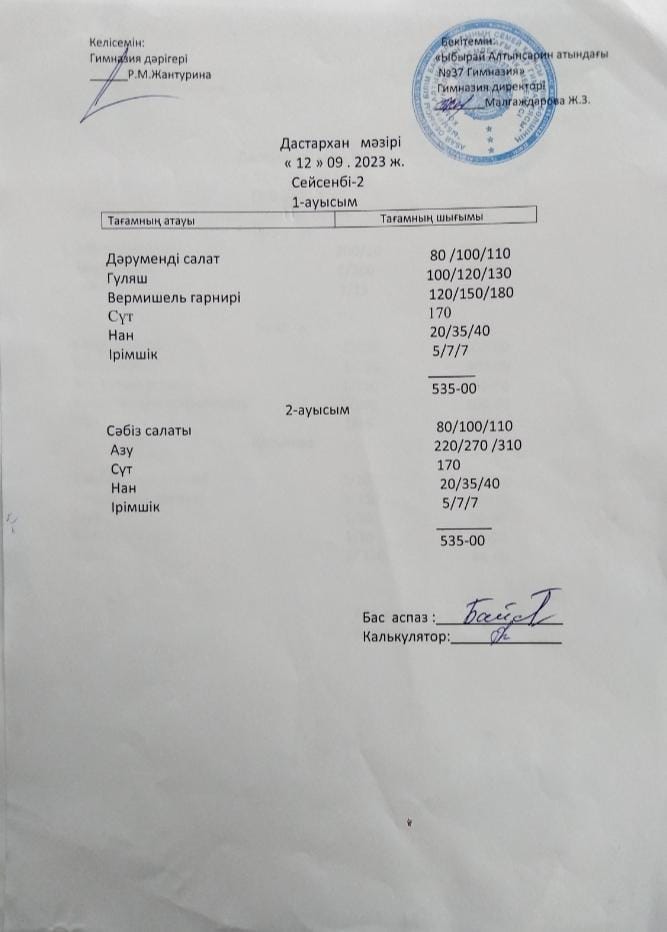 Келісемін:
Гимназия дәрігері
______Р.М.Жантурина
Бекітемін:
«Ыбырай Алтынсарин атындағы
№37 Гимназия»
Гимназия директоры
Малгаждарова Ж.З.
Дастархан мәзірі
« 12 » 09 . 2023 ж.
Сейсенбі-2
1-ауысым
Тағамның атауы Тағамның шығымы
Дәруменді салат 80 /100/110
Гуляш 100/120/130
Вермишель гарнирі 120/150/180
Сүт 170
Нан 20/35/40
Ірімшік 5/7/7
535-00
2-ауысым
Сәбіз салаты 80/100/110
Азу 220/270 /310
Сүт 170
Нан 20/35/40
Ірімшік 5/7/7
535-00
Бас аспаз :
Калькулятор: